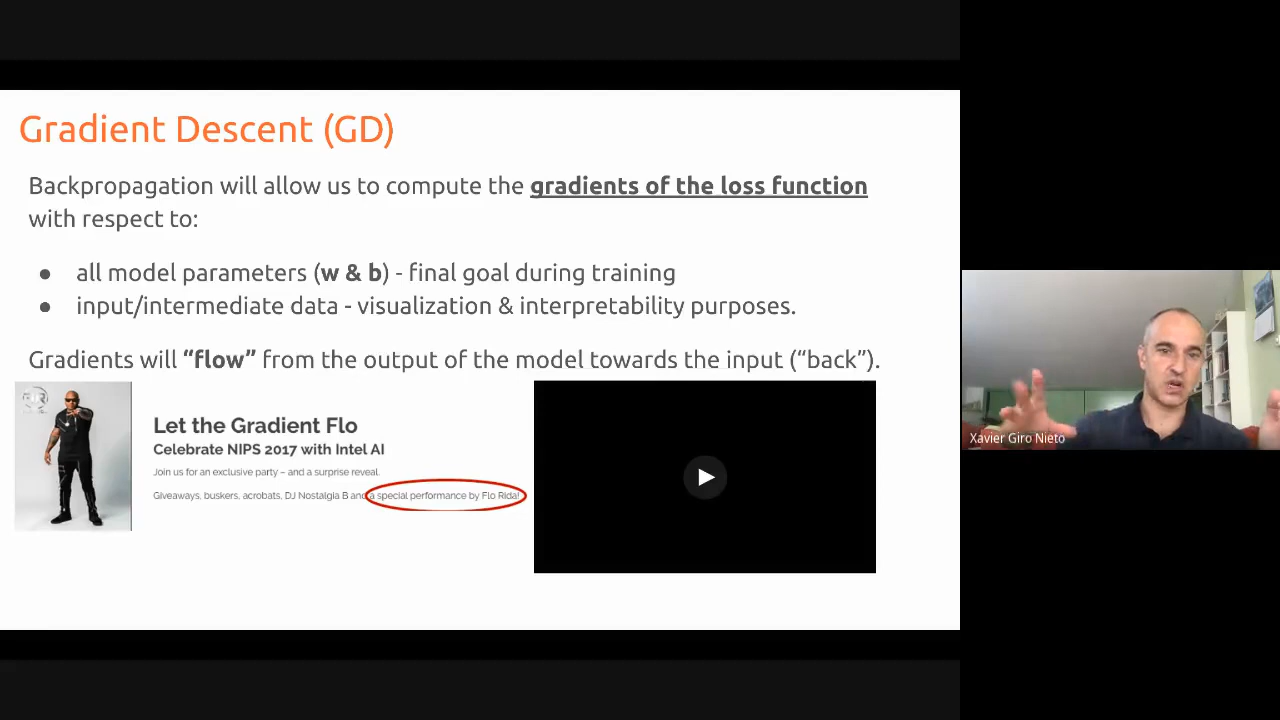 Gradient Descent (GD)
Backpropagation will allow us to compute the gradients of the loss function
with respect to:
● all model parameters (w & b) - final goal during training
● input/intermediate data - visualization & interpretability purposes.
Gradients will “flow” from the output of the model towards the input (“back”).
Let the Gradient Flo
Celebrate NIPS 2017 with Intel AI
Join us for an exclusive party – and a surprise reveal.
Giveaways, buskers, acrobats, DJ Nostalgia B and a special performance by Flo Rida!
Xavier Giro Nieto